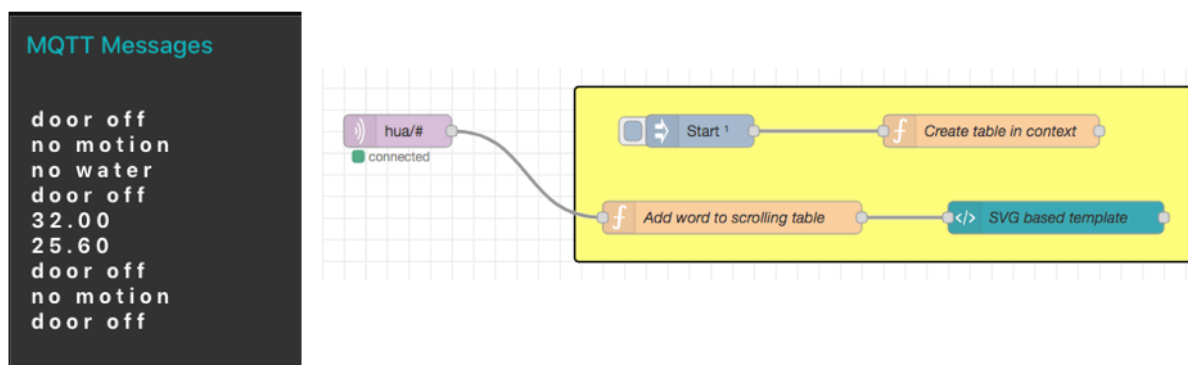 MQTT Messages
door off
no motion
no water
door off
32.00
25.60
door off
no motion
door off
hua/#
connected
Start ¹
f
Create table in context
f
Add word to scrolling table
</>
SVG based template